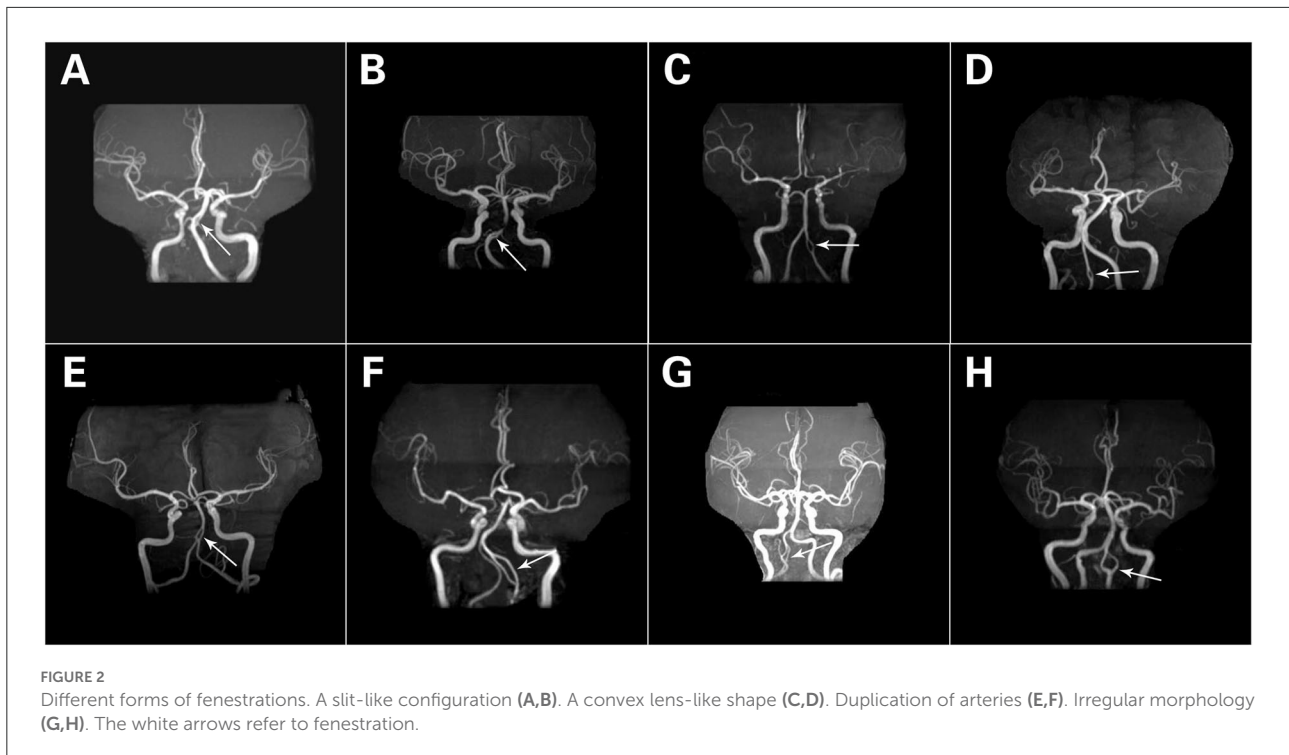 A
B
C
D
E
F
G
H
FIGURE 2
Different forms of fenestrations. A slit-like configuration (A,B). A convex lens-like shape (C,D). Duplication of arteries (E,F). Irregular morphology
(G,H). The white arrows refer to fenestration.